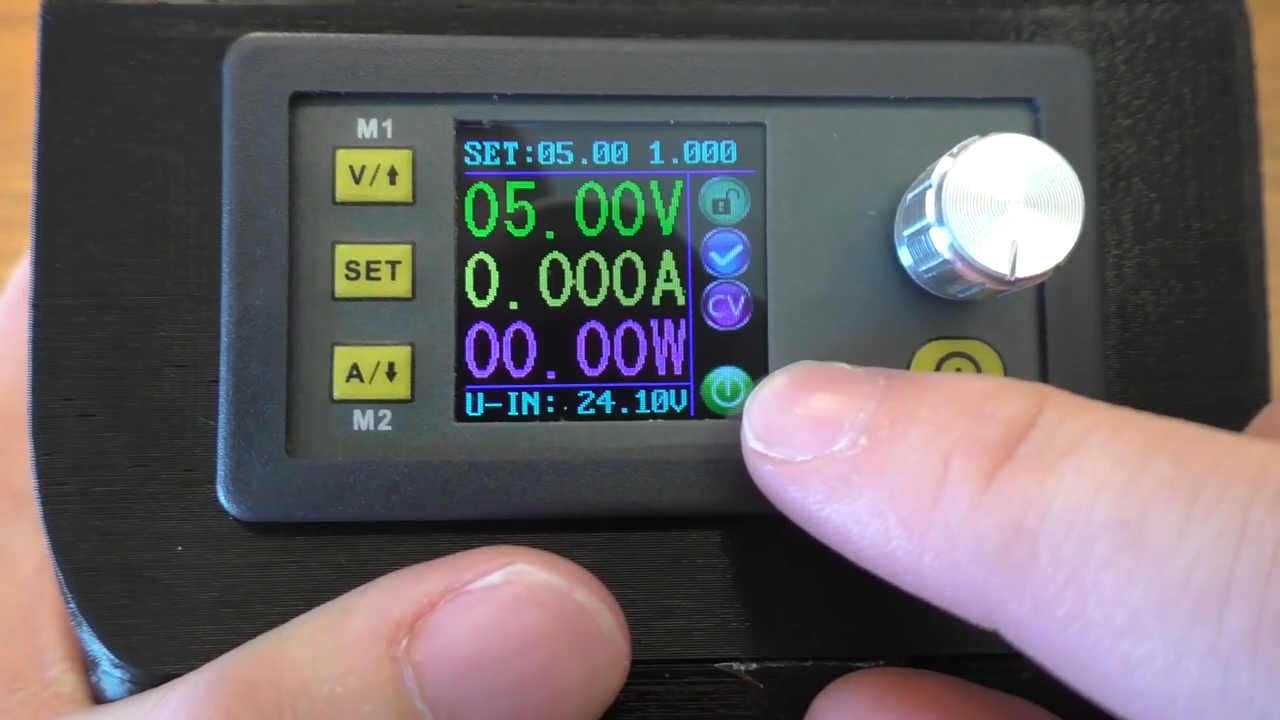 M1
V/⬆
SET
A/⬇
M2
SET:05.00 1.000
05.00V
0.000A
00.00W
U-IN: 24.10V
CV